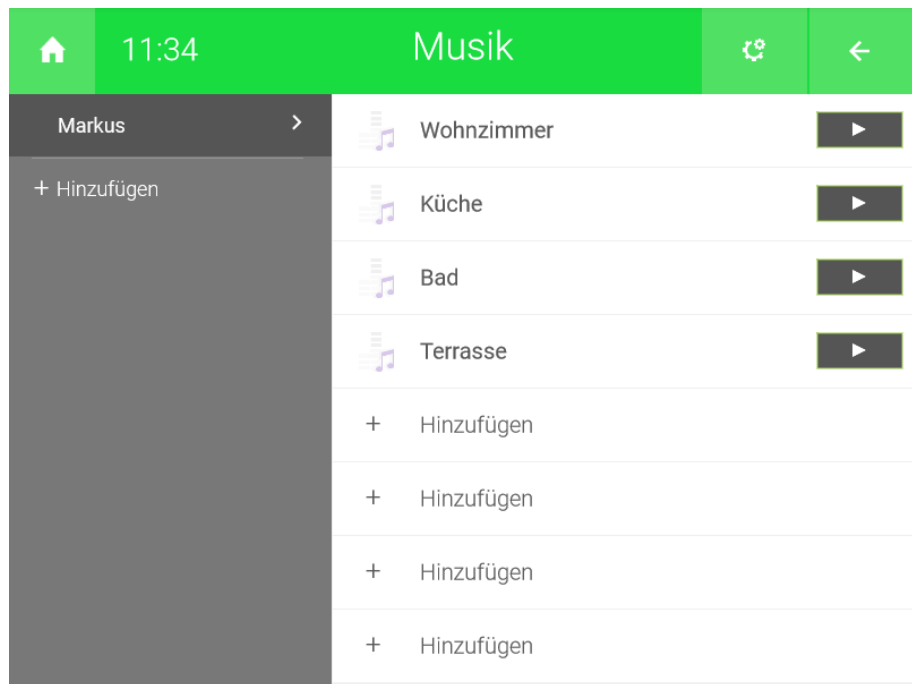 11:34 Musik
Markus
+ Hinzufügen
Wohnzimmer
Küche
Bad
Terrasse
+ Hinzufügen
+ Hinzufügen
+ Hinzufügen
+ Hinzufügen